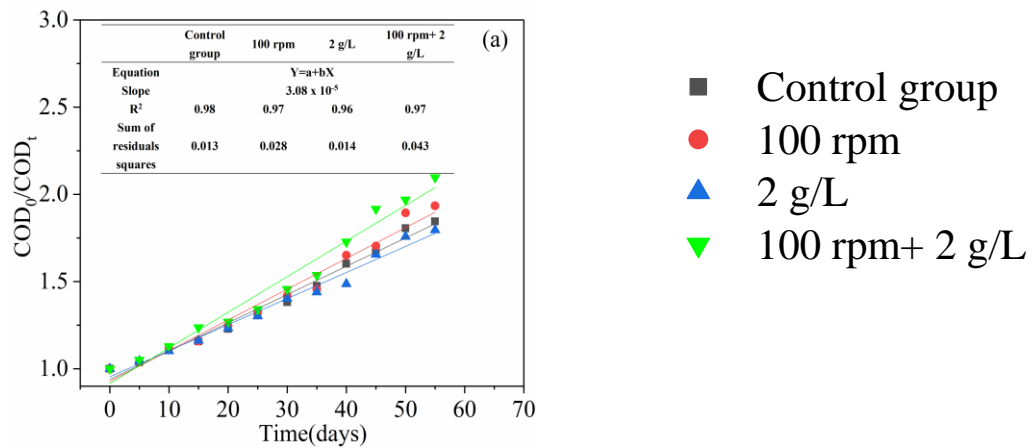 3.0
2.5
2.0
1.5
1.0
COD₀/CODₜ
(a)
Control group 100 rpm 2 g/L 100 rpm+ 2 g/L
Equation Y=a+bX
Slope 3.08 x 10⁻⁵
R² 0.98 0.97 0.96 0.97
Sum of residuals squares 0.013 0.028 0.014 0.043
0 10 20 30 40 50 60 70
Time(days)
Control group
100 rpm
2 g/L
100 rpm+ 2 g/L